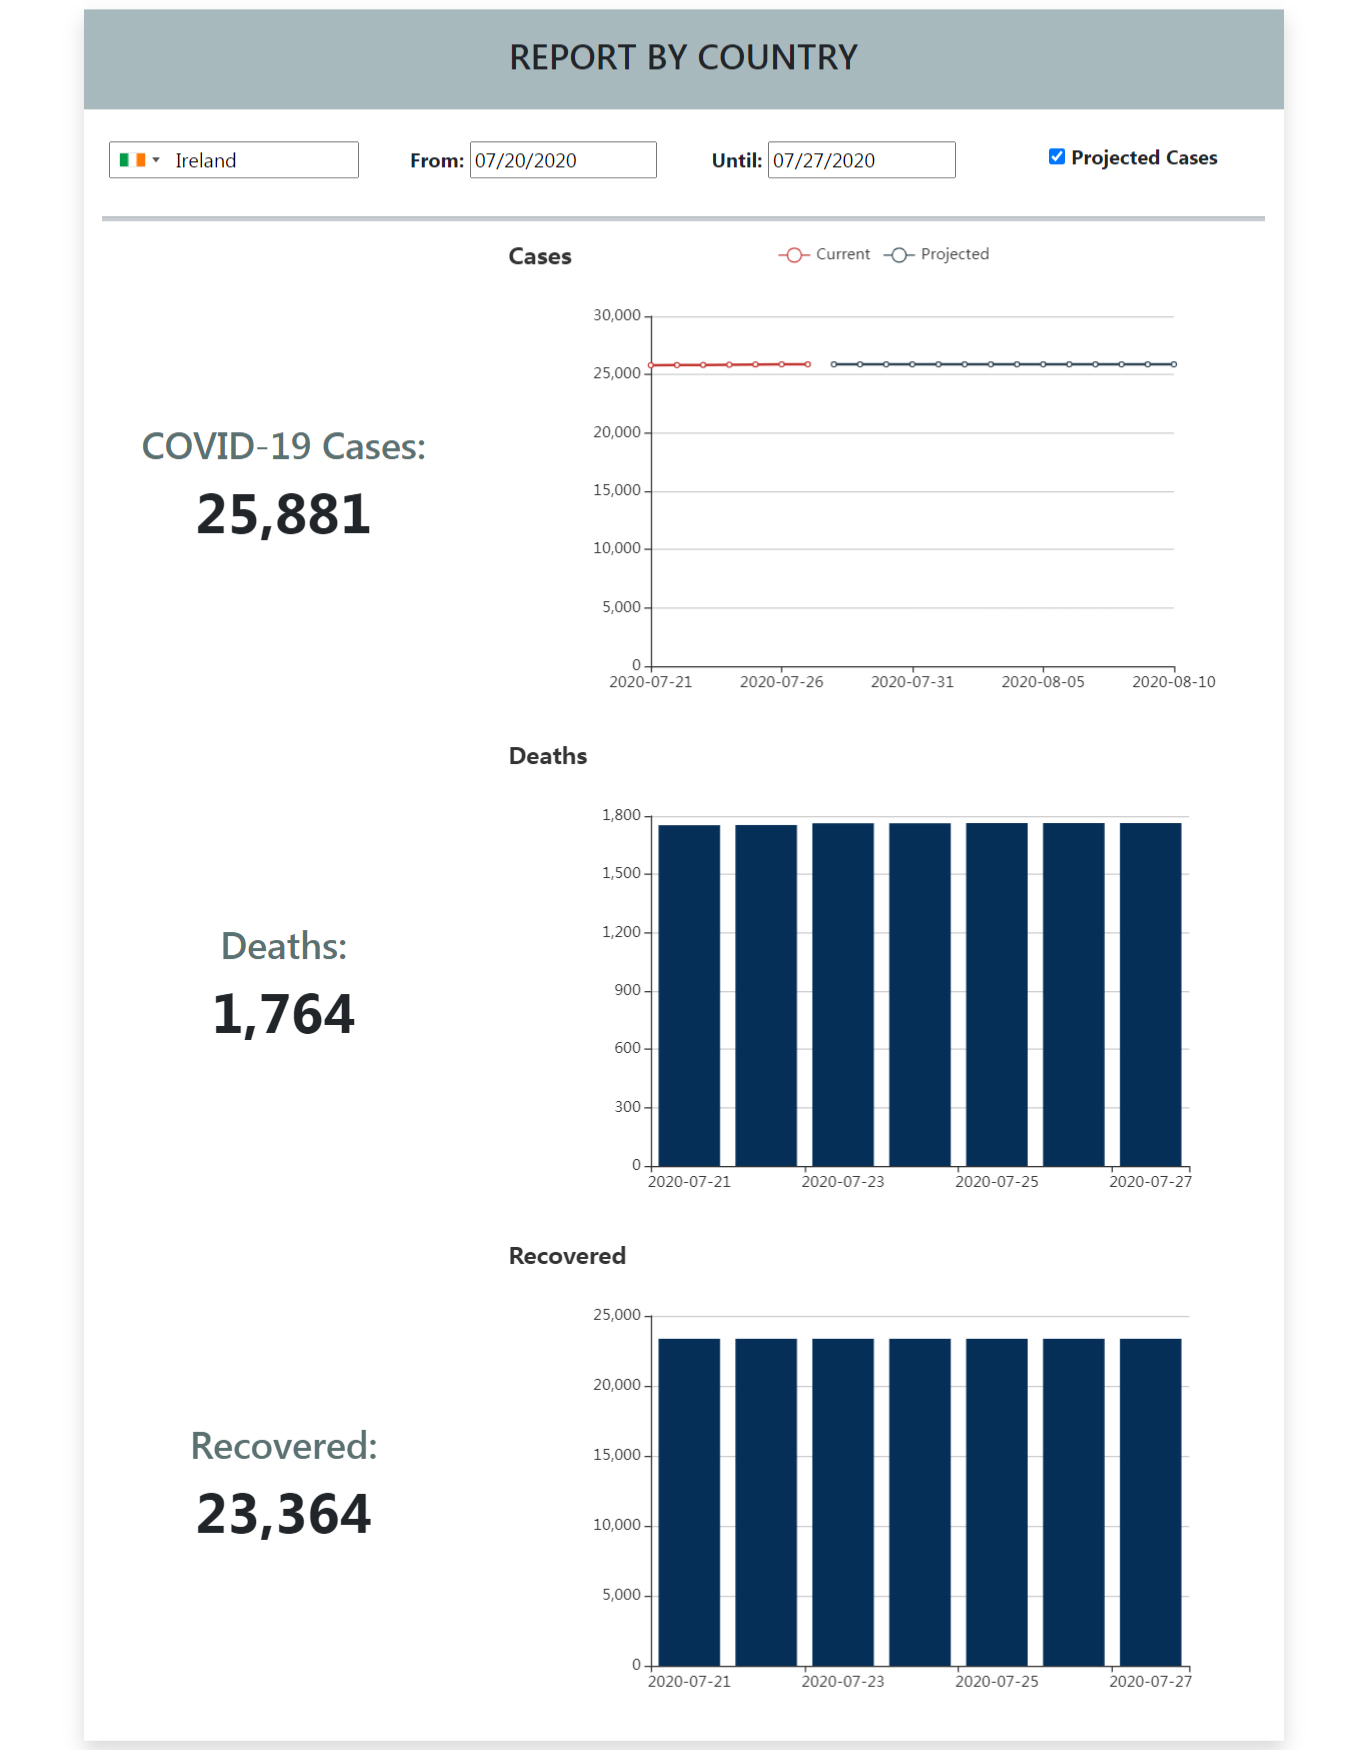 REPORT BY COUNTRY
Ireland From: 07/20/2020 Until: 07/27/2020 Projected Cases
Cases Current Projected
30,000
25,000
20,000
15,000
10,000
5,000
0
2020-07-21 2020-07-26 2020-07-31 2020-08-05 2020-08-10
COVID-19 Cases:
25,881
Deaths
1,800
1,500
1,200
900
600
300
0
2020-07-21 2020-07-23 2020-07-25 2020-07-27
Deaths:
1,764
Recovered
25,000
20,000
15,000
10,000
5,000
0
2020-07-21 2020-07-23 2020-07-25 2020-07-27
Recovered:
23,364